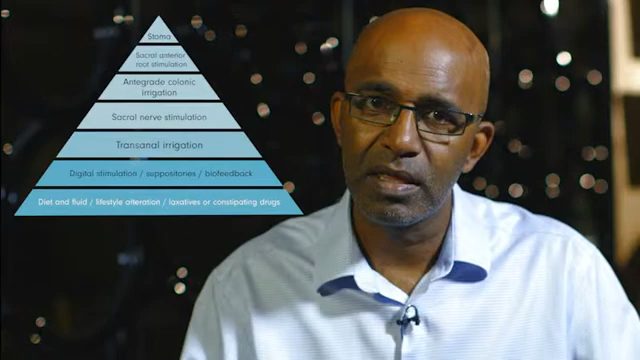 Stoma
Sacral anterior
root stimulation
Antegrade colonic
irrigation
Sacral nerve stimulation
Transanal irrigation
Digital stimulation / suppositories / biofeedback
Diet and fluid / lifestyle alteration / laxatives or constipating drugs